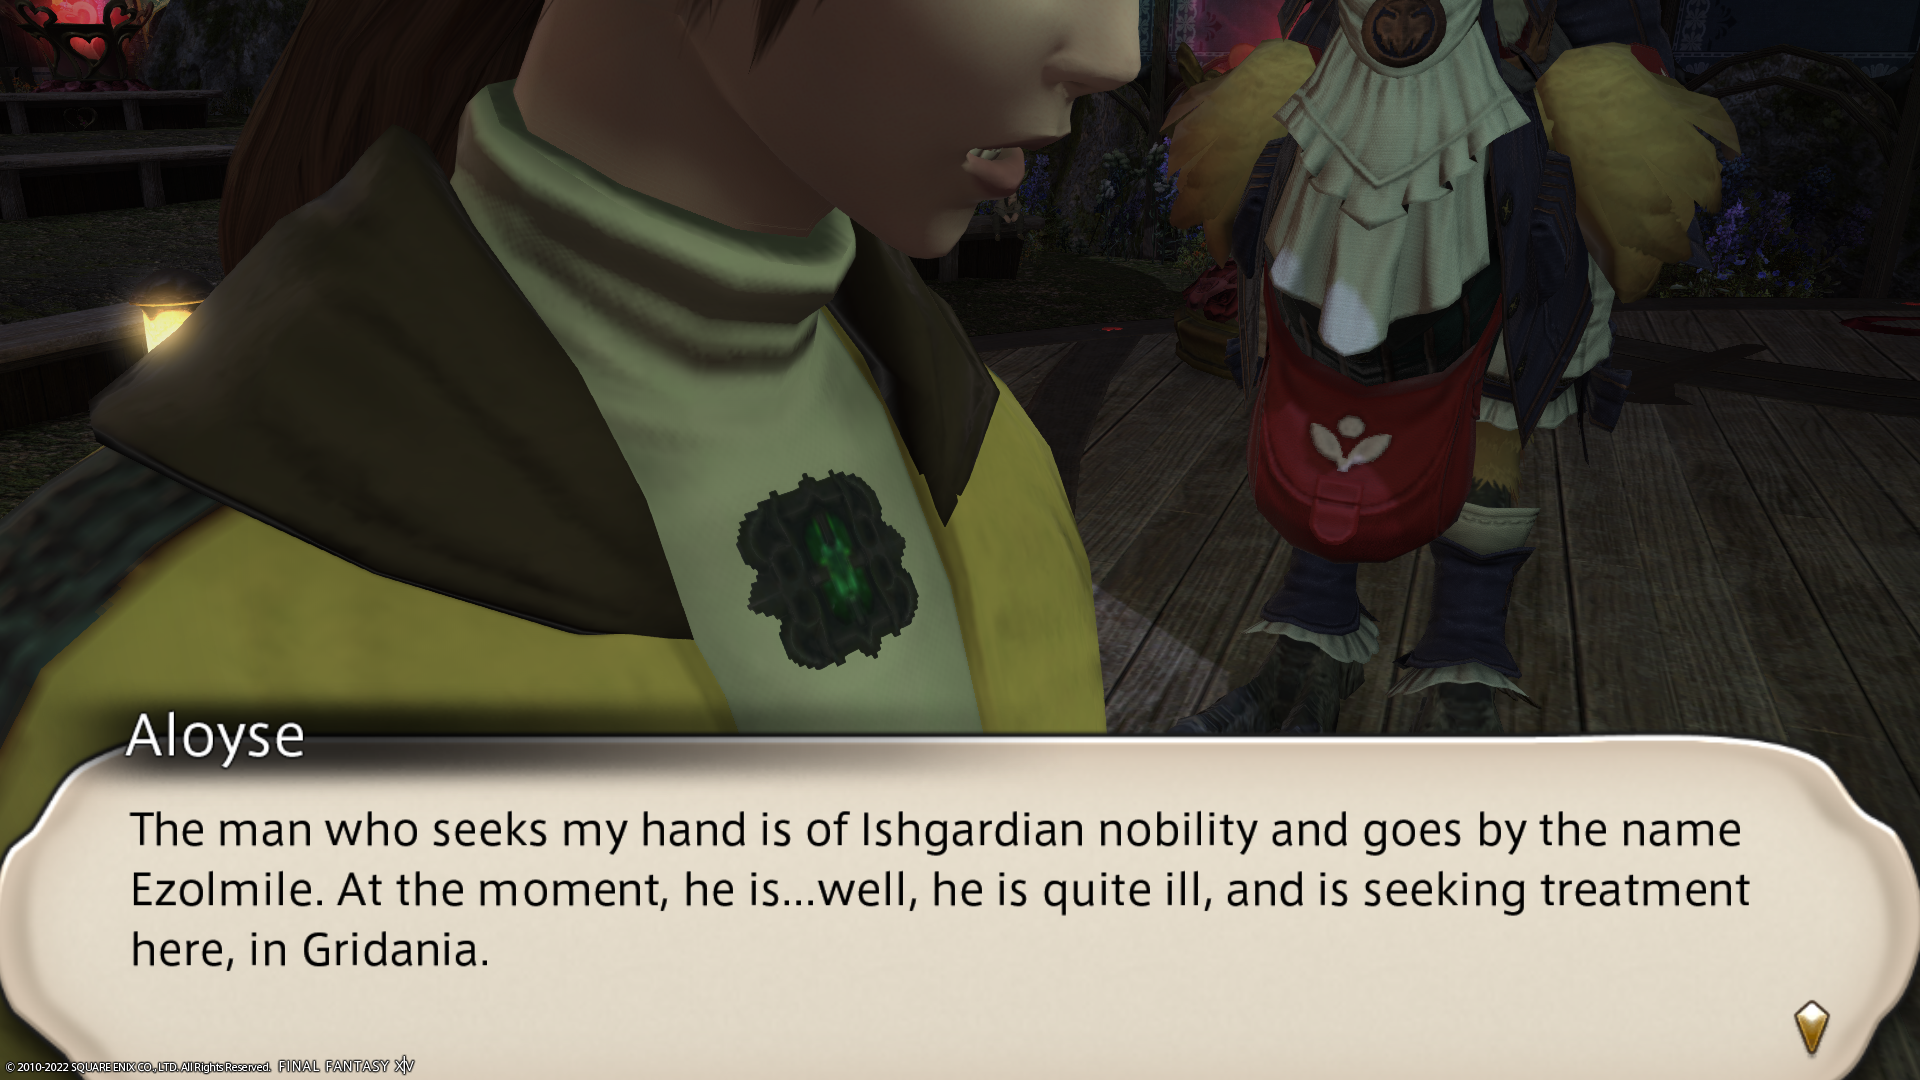 Aloyse
The man who seeks my hand is of Ishgardian nobility and goes by the name
Ezolmile. At the moment, he is...well, he is quite ill, and is seeking treatment
here, in Gridania.
© 2010-2022 SQUARE ENIX CO., LTD. All Rights Reserved. FINAL FANTASY XIV